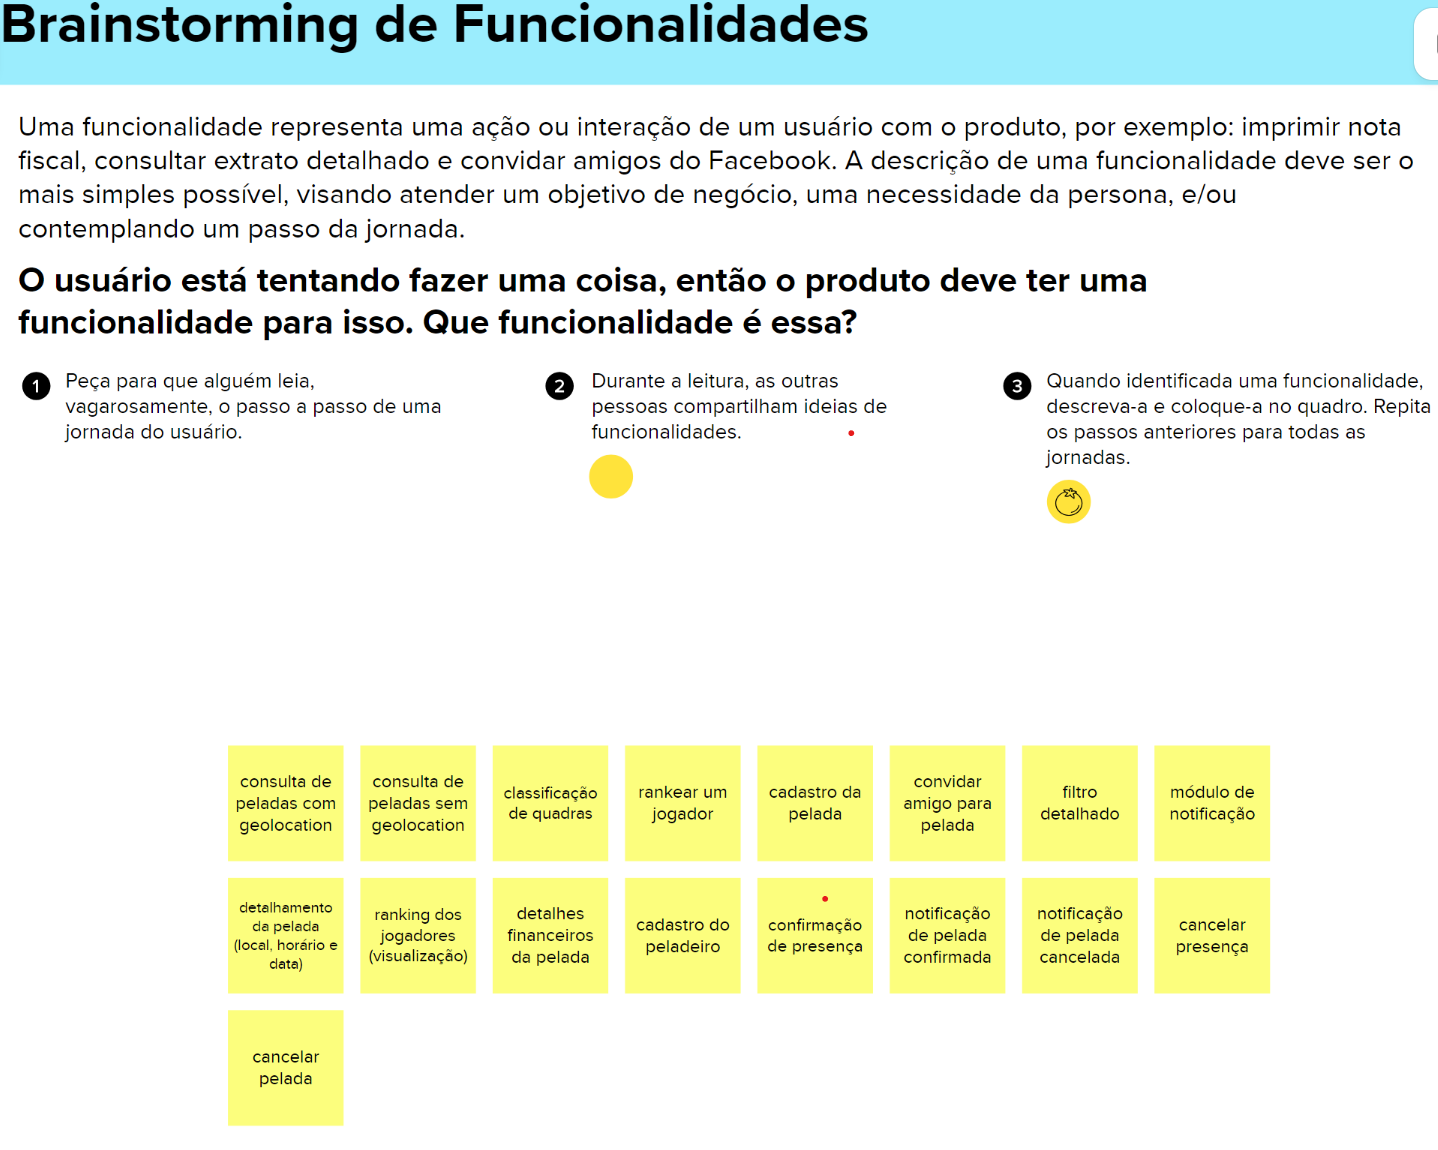 Brainstorming de Funcionalidades
Uma funcionalidade representa uma ação ou interação de um usuário com o produto, por exemplo: imprimir nota
fiscal, consultar extrato detalhado e convidar amigos do Facebook. A descrição de uma funcionalidade deve ser o
mais simples possível, visando atender um objetivo de negócio, uma necessidade da persona, e/ou
contemplando um passo da jornada.
O usuário está tentando fazer uma coisa, então o produto deve ter uma
funcionalidade para isso. Que funcionalidade é essa?
1
Peça para que alguém leia,
vagarosamente, o passo a passo de uma
jornada do usuário.
2
Durante a leitura, as outras
pessoas compartilham ideias de
funcionalidades.
3
Quando identificada uma funcionalidade,
descreva-a e coloque-a no quadro. Repita
os passos anteriores para todas as
jornadas.
consulta de
peladas com
geolocation
consulta de
peladas sem
geolocation
classificação
de quadras
rankear um
jogador
cadastro da
pelada
convidar
amigo para
pelada
filtro
detalhado
módulo de
notificação
detalhamento
da pelada
(local, horário e
data)
ranking dos
jogadores
(visualização)
detalhes
financeiros
da pelada
cadastro do
peladeiro
confirmação
de presença
notificação
de pelada
confirmada
notificação
de pelada
cancelada
cancelar
presença
cancelar
pelada